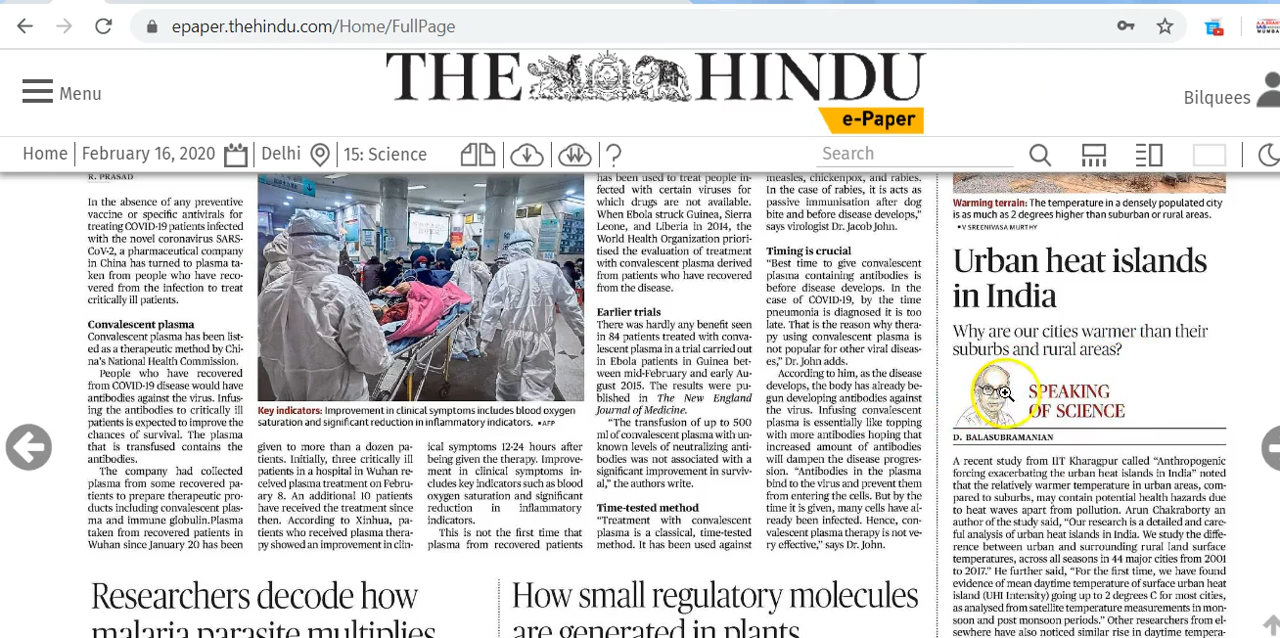 epaper.thehindu.com/Home/FullPage
Menu
THE HINDU
e-Paper
Bilquees
Home
February 16, 2020
Delhi
15: Science
?
Search
R. PRASAD
In the absence of any preventive
vaccine or specific antivirals for
treating COVID-19 patients infected
with the novel coronavirus SARS-
CoV-2, a pharmaceutical company
in China has turned to plasma ta-
ken from people who have reco-
vered from the infection to treat
critically ill patients.
Convalescent plasma
Convalescent plasma has been list-
ed as a therapeutic method by Chi-
na's National Health Commission.
People who have recovered
from COVID-19 disease would have
antibodies against the virus. Infus-
ing the antibodies to critically ill
patients is expected to improve the
chances of survival. The plasma
that is transfused contains the
antibodies.
The company had collected
plasma from some recovered pa-
tients to prepare therapeutic pro-
ducts including convalescent plas-
ma and immune globulin.Plasma
taken from recovered patients in
Wuhan since January 20 has been
Key indicators: Improvement in clinical symptoms includes blood oxygen
saturation and significant reduction in inflammatory indicators. •AFP
given to more than a dozen pa-
tients. Initially, three critically ill
patients in a hospital in Wuhan re-
ceived plasma treatment on Febru-
ary 8. An additional 10 patients
have received the treatment since
then. According to Xinhua, pa-
tients who received plasma thera-
py showed an improvement in clin-
ical symptoms 12-24 hours after
being given the therapy. Improve-
ment in clinical symptoms in-
cludes key indicators such as blood
oxygen saturation and significant
reduction in inflammatory
indicators.
This is not the first time that
plasma from recovered patients
has been used to treat people in-
fected with certain viruses for
which drugs are not available.
When Ebola struck Guinea, Sierra
Leone, and Liberia in 2014, the
World Health Organization priori-
tised the evaluation of treatment
with convalescent plasma derived
from patients who have recovered
from the disease.
Earlier trials
There was hardly any benefit seen
in 84 patients treated with conva-
lescent plasma in a trial carried out
in Ebola patients in Guinea bet-
ween mid-February and early Au-
gust 2015. The results were pu-
blished in The New England
Journal of Medicine.
"The transfusion of up to 500
ml of convalescent plasma with un-
known levels of neutralizing anti-
bodies was not associated with a
significant improvement in surviv-
al," the authors write.
Time-tested method
"Treatment with convalescent
plasma is a classical, time-tested
method. It has been used against
measles, chickenpox, and rabies.
In the case of rabies, it is acts as
passive immunisation after dog
bite and before disease develops,"
says virologist Dr. Jacob John.
Timing is crucial
"Best time to give convalescent
plasma containing antibodies is
before disease develops. In the
case of COVID-19, by the time
pneumonia is diagnosed it is too
late. That is the reason why thera-
py using convalescent plasma is
not popular for other viral diseas-
es," Dr. John adds.
According to him, as the disease
develops, the body has already be-
gun developing antibodies against
the virus. Infusing convalescent
plasma is essentially like topping
with more antibodies hoping that
increased amount of antibodies
will dampen the disease progres-
sion. "Antibodies in the plasma
bind to the virus and prevent them
from entering the cells. But by the
time it is given, many cells have al-
ready been infected. Hence, con-
valescent plasma therapy is not ve-
ry effective," says Dr. John.
Warming terrain: The temperature in a densely populated city
is as much as 2 degrees higher than suburban or rural areas.
•V SREENIVASA MURTHY
Urban heat islands
in India
Why are our cities warmer than their
suburbs and rural areas?
SPEAKING
OF SCIENCE
D. BALASUBRAMANIAN
A recent study from IIT Kharagpur called "Anthropogenic
forcing exacerbating the urban heat islands in India" noted
that the relatively warmer temperature in urban areas, com-
pared to suburbs, may contain potential health hazards due
to heat waves apart from pollution. Arun Chakraborty an
author of the study said, "Our research is a detailed and care-
ful analysis of urban heat islands in India. We study the dif-
ference between urban and surrounding rural land surface
temperatures, across all seasons in 44 major cities from 2001
to 2017." He further said, "For the first time, we have found
evidence of mean daytime temperature of surface urban heat
island (UHI Intensity) going up to 2 degrees C for most cities,
as analysed from satellite temperature measurements in mon-
soon and post monsoon periods." Other researchers from el-
sewhere have also noticed similar rise in daytime tempera-
Researchers decode how
malaria parasite multiplies
How small regulatory molecules
are generated in plants